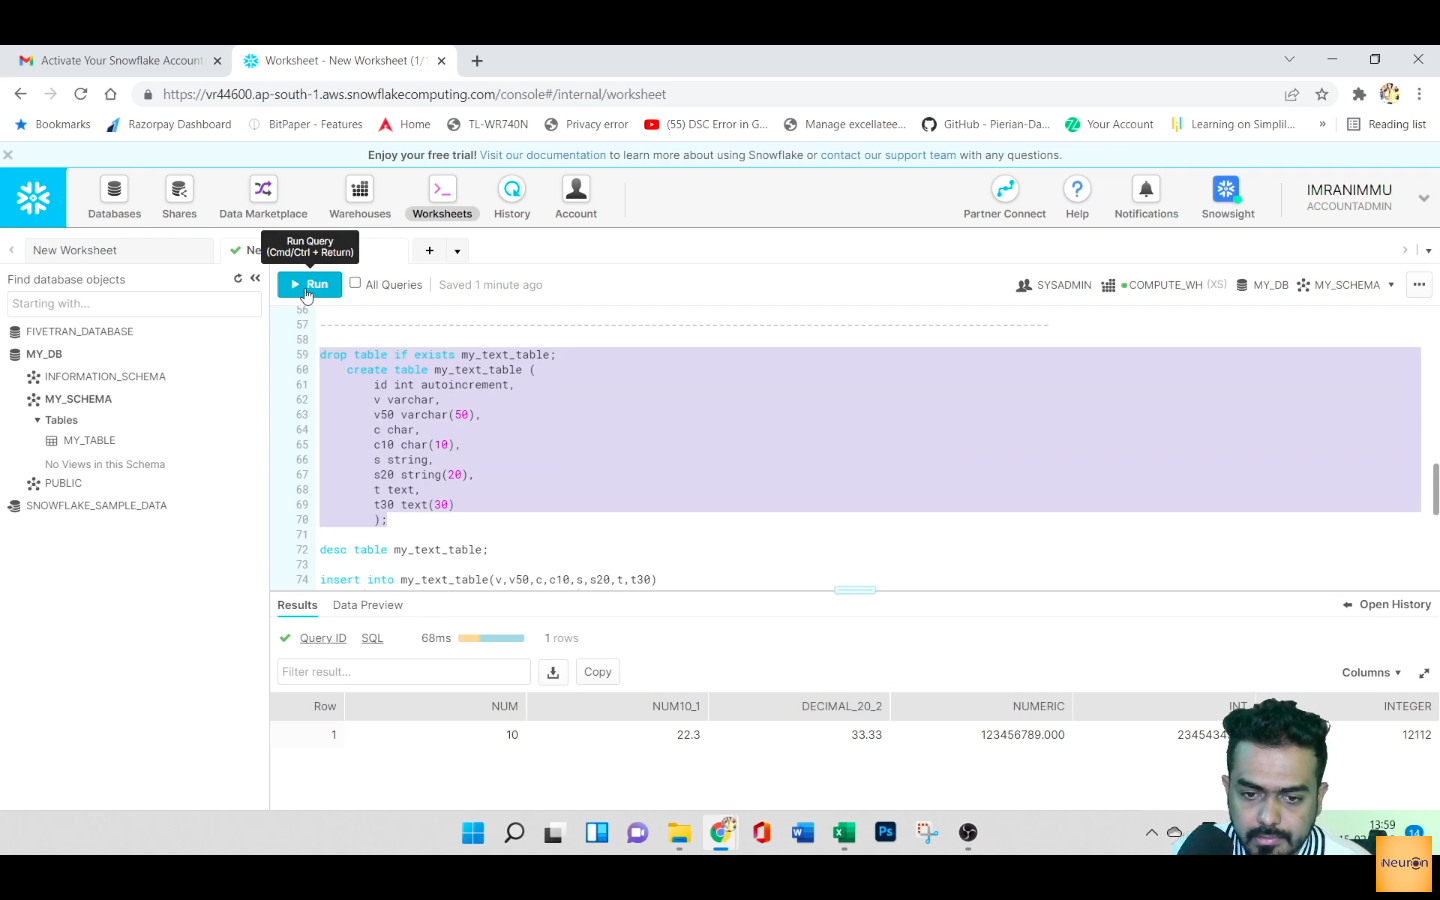 Activate Your Snowflake Account
Worksheet - New Worksheet (1/1
https://vr44600.ap-south-1.aws.snowflakecomputing.com/console#/internal/worksheet
Bookmarks
Razorpay Dashboard
BitPaper - Features
Home
TL-WR740N
Privacy error
(55) DSC Error in G...
Manage excellatee...
GitHub - Pierian-Da...
Your Account
Learning on Simplil...
»
Reading list
Enjoy your free trial! Visit our documentation to learn more about using Snowflake or contact our support team with any questions.
Databases
Shares
Data Marketplace
Warehouses
Worksheets
History
Account
Partner Connect
Help
Notifications
Snowsight
IMRANIMMU
ACCOUNTADMIN
New Worksheet
Ne
Run Query
(Cmd/Ctrl + Return)
Find database objects
Starting with...
Run
All Queries
Saved 1 minute ago
SYSADMIN
COMPUTE_WH (XS)
MY_DB
MY_SCHEMA
FIVETRAN_DATABASE
MY_DB
INFORMATION_SCHEMA
MY_SCHEMA
Tables
MY_TABLE
No Views in this Schema
PUBLIC
SNOWFLAKE_SAMPLE_DATA
56
57 ------------------------------------------------------------------------------------------------------------
58
59 drop table if exists my_text_table;
60 create table my_text_table (
61 id int autoincrement,
62 v varchar,
63 v50 varchar(50),
64 c char,
65 c10 char(10),
66 s string,
67 s20 string(20),
68 t text,
69 t30 text(30)
70 );
71
72 desc table my_text_table;
73
74 insert into my_text_table(v,v50,c,c10,s,s20,t,t30)
Results
Data Preview
Open History
Query ID
SQL
68ms
1 rows
Filter result...
Copy
Columns
Row NUM NUM10_1 DECIMAL_20_2 NUMERIC INT INTEGER
1 10 22.3 33.33 123456789.000 2345434 12112
13:59
14
Neuron